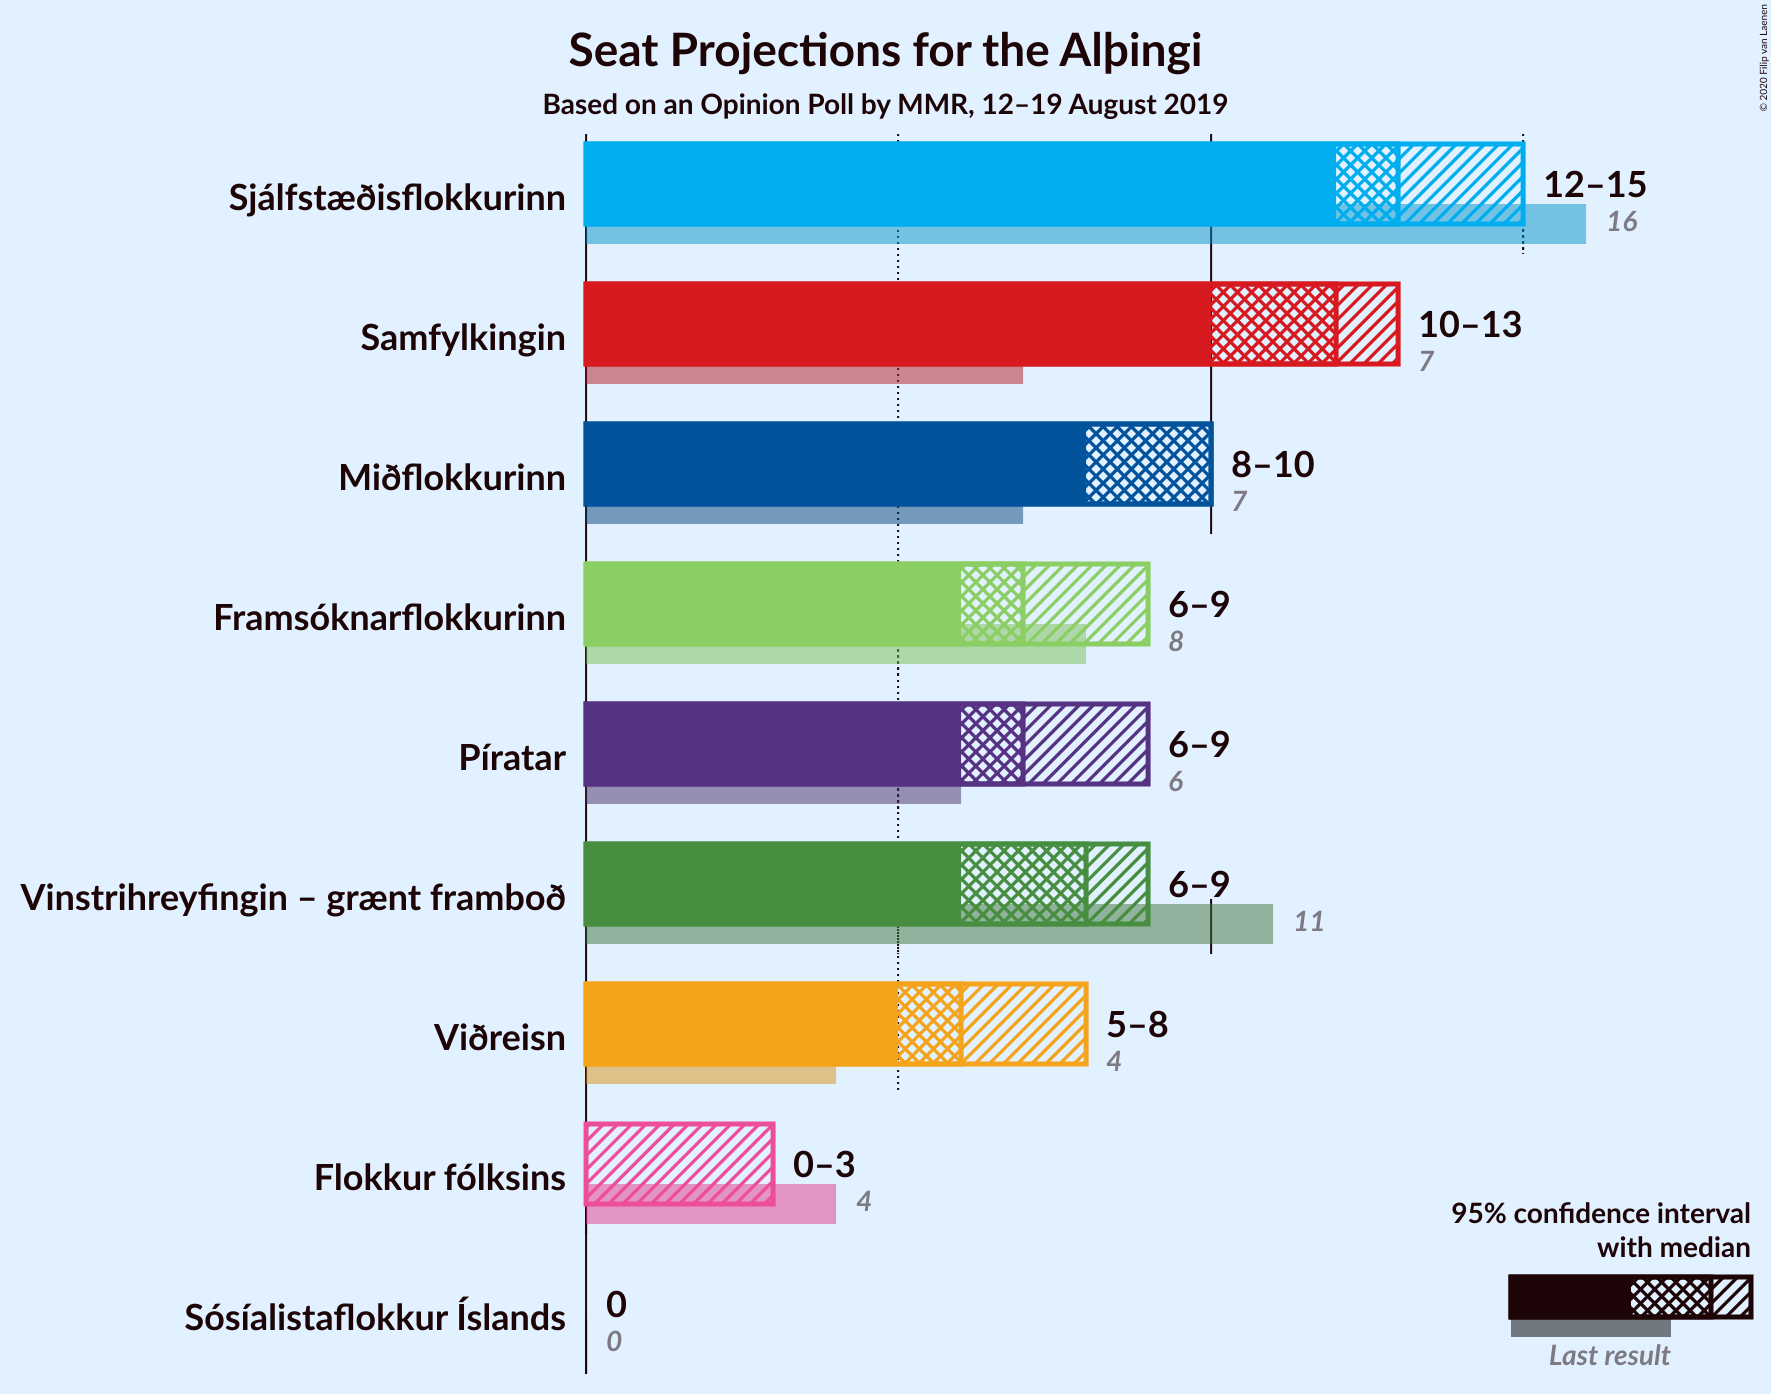 Seat Projections for the Alþingi
Based on an Opinion Poll by MMR, 12–19 August 2019
© 2020 Filip van Laenen
Sjálfstæðisflokkurinn
12–15
16
Samfylkingin
10–13
7
Miðflokkurinn
8–10
7
Framsóknarflokkurinn
6–9
8
Píratar
6–9
6
Vinstrihreyfingin – grænt framboð
6–9
11
Viðreisn
5–8
4
Flokkur fólksins
0–3
4
Sósíalistaflokkur Íslands
0
0
95% confidence interval
with median
Last result